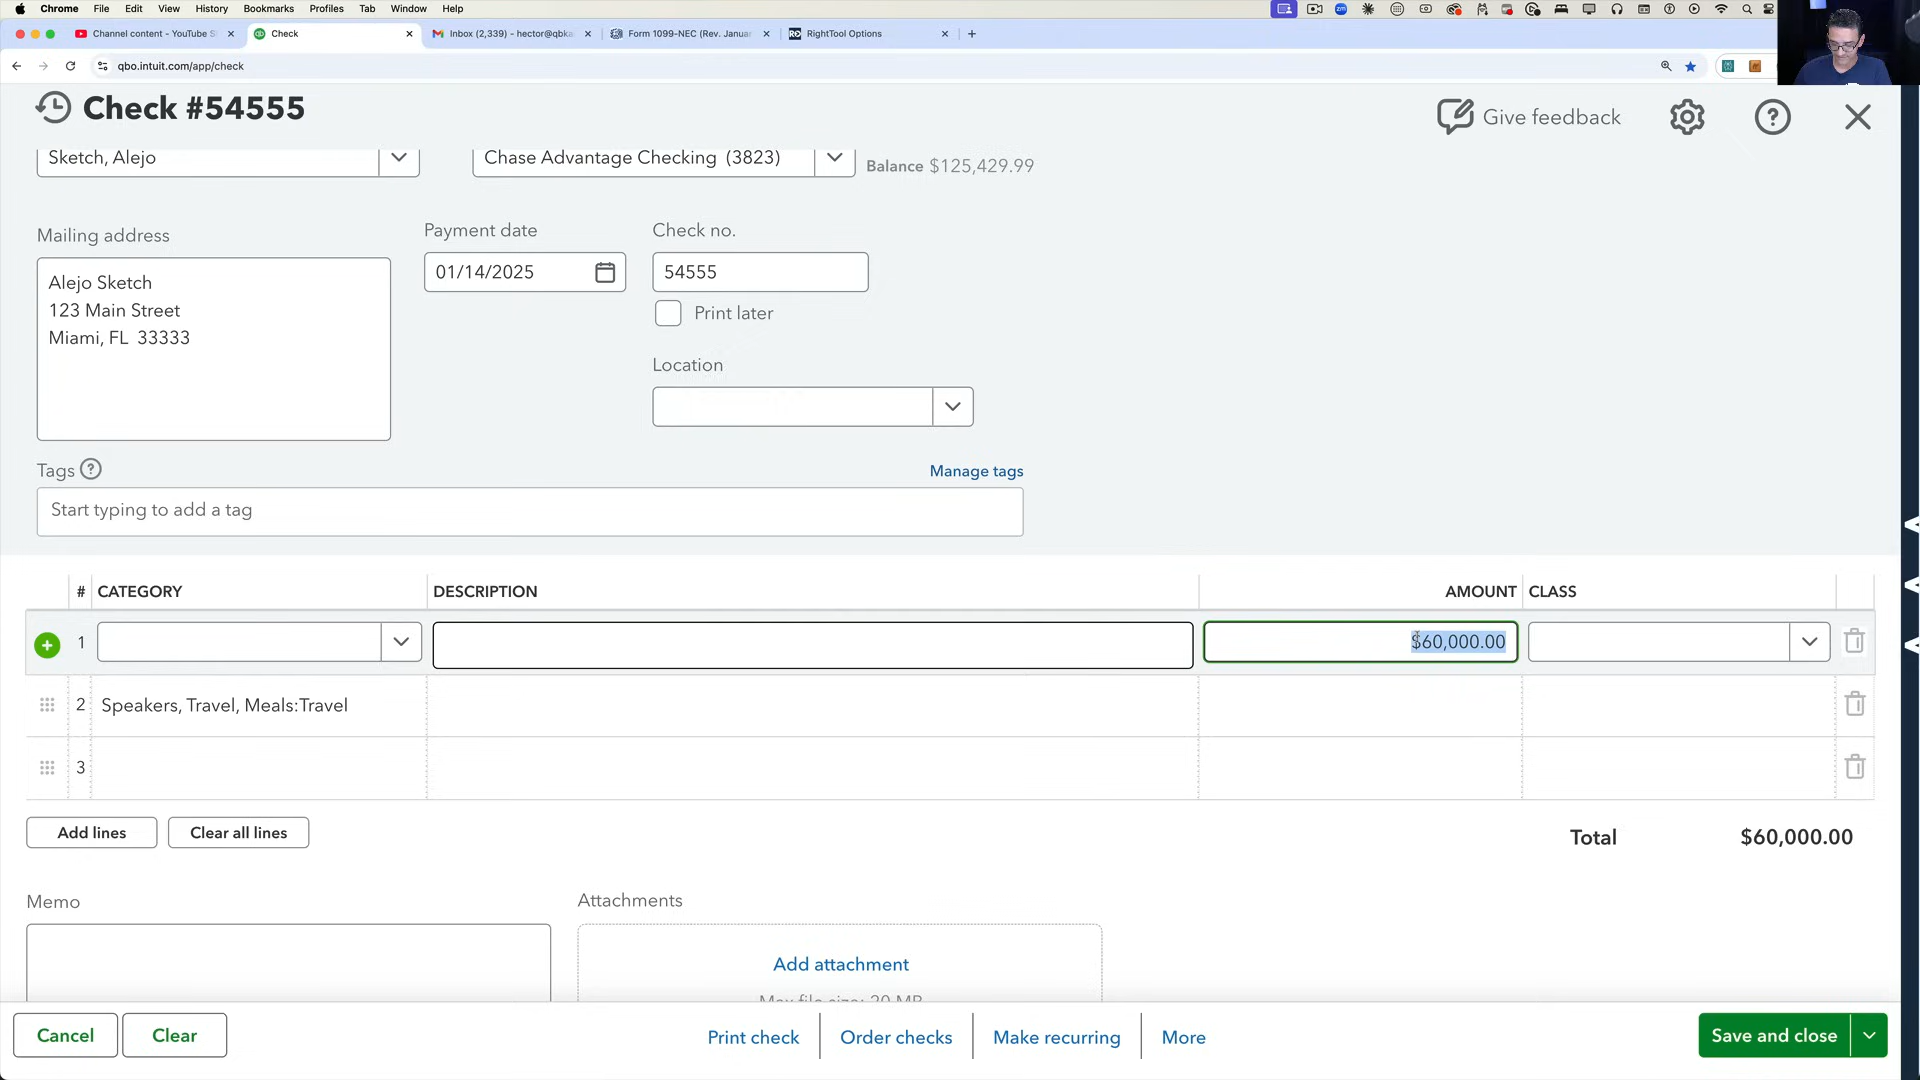 Chrome File Edit View History Bookmarks Profiles Tab Window Help
Channel content - YouTube S
Check
Inbox (2,339) - hector@qbka
Form 1099-NEC (Rev. Janua
RightTool Options
qbo.intuit.com/app/check
Check #54555
Give feedback
Sketch, Alejo
Chase Advantage Checking (3823)
Balance $125,429.99
Mailing address
Payment date
Check no.
Alejo Sketch
123 Main Street
Miami, FL 33333
01/14/2025
54555
Print later
Location
Tags
Manage tags
Start typing to add a tag
# CATEGORY DESCRIPTION AMOUNT CLASS
1 $60,000.00
2 Speakers, Travel, Meals:Travel
3
Add lines
Clear all lines
Total $60,000.00
Memo
Attachments
Add attachment
Max file size: 20 MB
Cancel
Clear
Print check
Order checks
Make recurring
More
Save and close